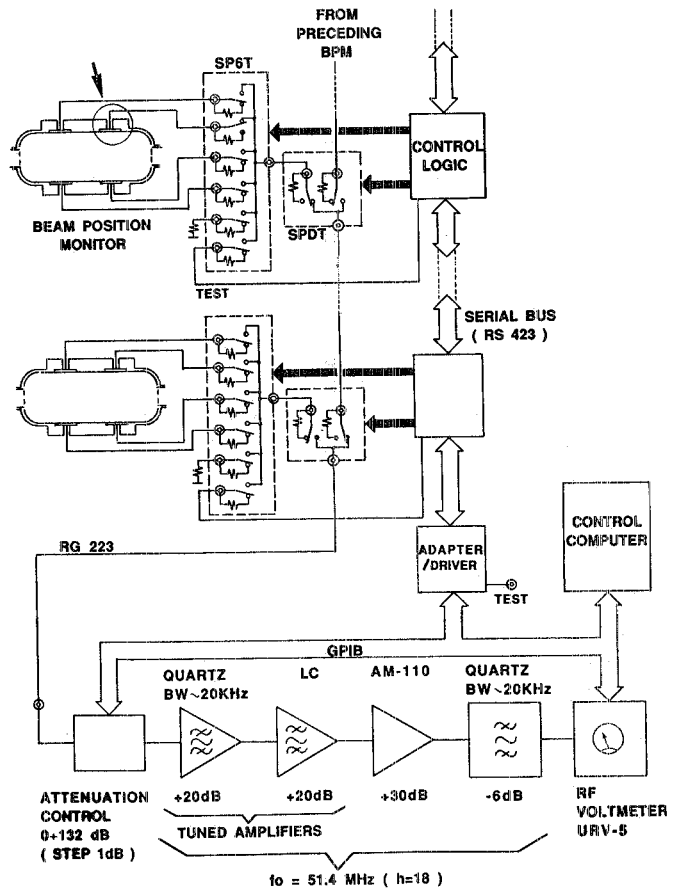 FROM
PRECEDING
BPM
SP6T
CONTROL
LOGIC
BEAM POSITION
MONITOR
SPDT
TEST
SERIAL BUS
( RS 423 )
CONTROL
COMPUTER
RG 223
ADAPTER
/DRIVER
TEST
GPIB
QUARTZ
BW~20KHz
LC
AM-110
QUARTZ
BW~20KHz
ATTENUATION
CONTROL
0+132 dB
( STEP 1dB )
+20dB
+20dB
+30dB
-6dB
RF
VOLTMETER
URV-5
TUNED AMPLIFIERS
fo = 51.4 MHz ( h=18 )